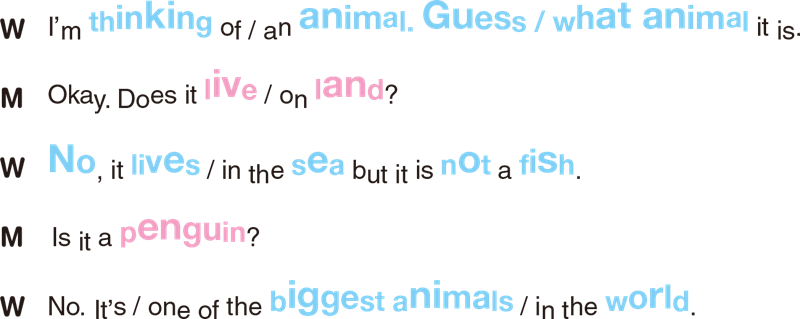 W I'm thinking of / an animal. Guess / what animal it is.
M Okay. Does it live / on land?
W No, it lives / in the sea but it is not a fish.
M Is it a penguin?
W No. It's / one of the biggest animals / in the world.